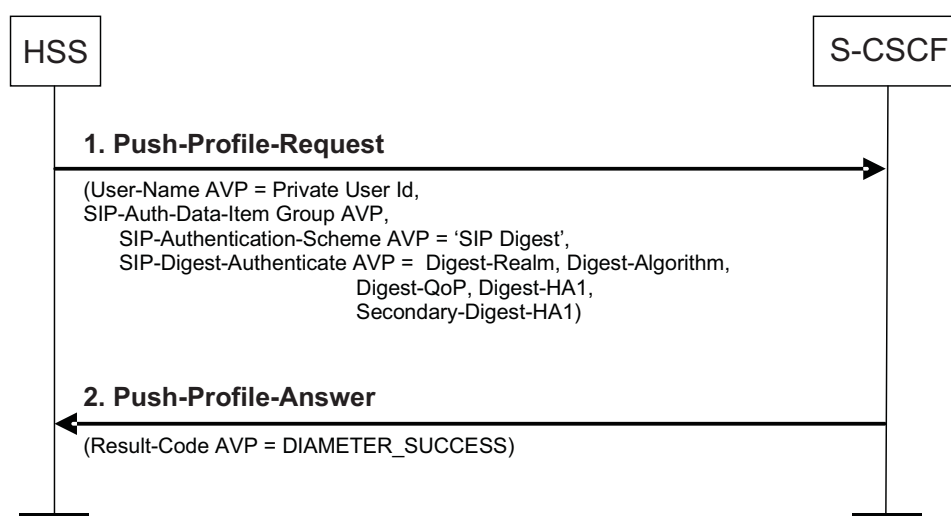 HSS
S-CSCF
1. Push-Profile-Request
(User-Name AVP = Private User Id,
SIP-Auth-Data-Item Group AVP,
SIP-Authentication-Scheme AVP = ‘SIP Digest’,
SIP-Digest-Authenticate AVP = Digest-Realm, Digest-Algorithm,
Digest-QoP, Digest-HA1,
Secondary-Digest-HA1)
2. Push-Profile-Answer
(Result-Code AVP = DIAMETER_SUCCESS)